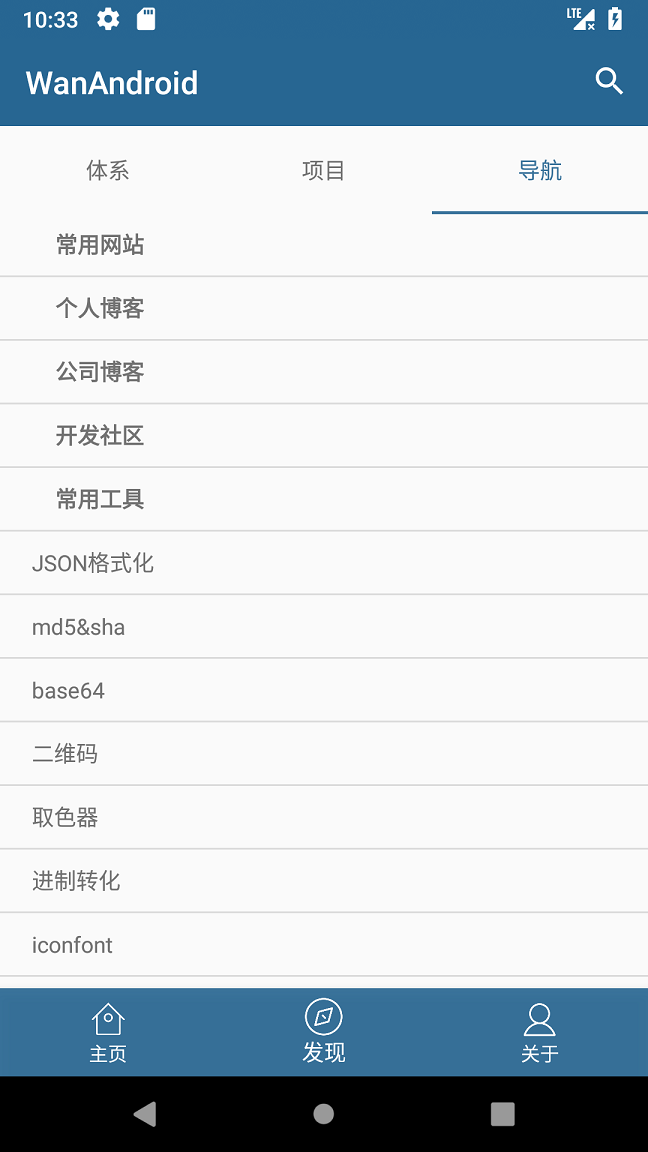 10:33
LTE
WanAndroid
体系
项目
导航
常用网站
个人博客
公司博客
开发社区
常用工具
JSON格式化
md5&sha
base64
二维码
取色器
进制转化
iconfont
主页
发现
关于